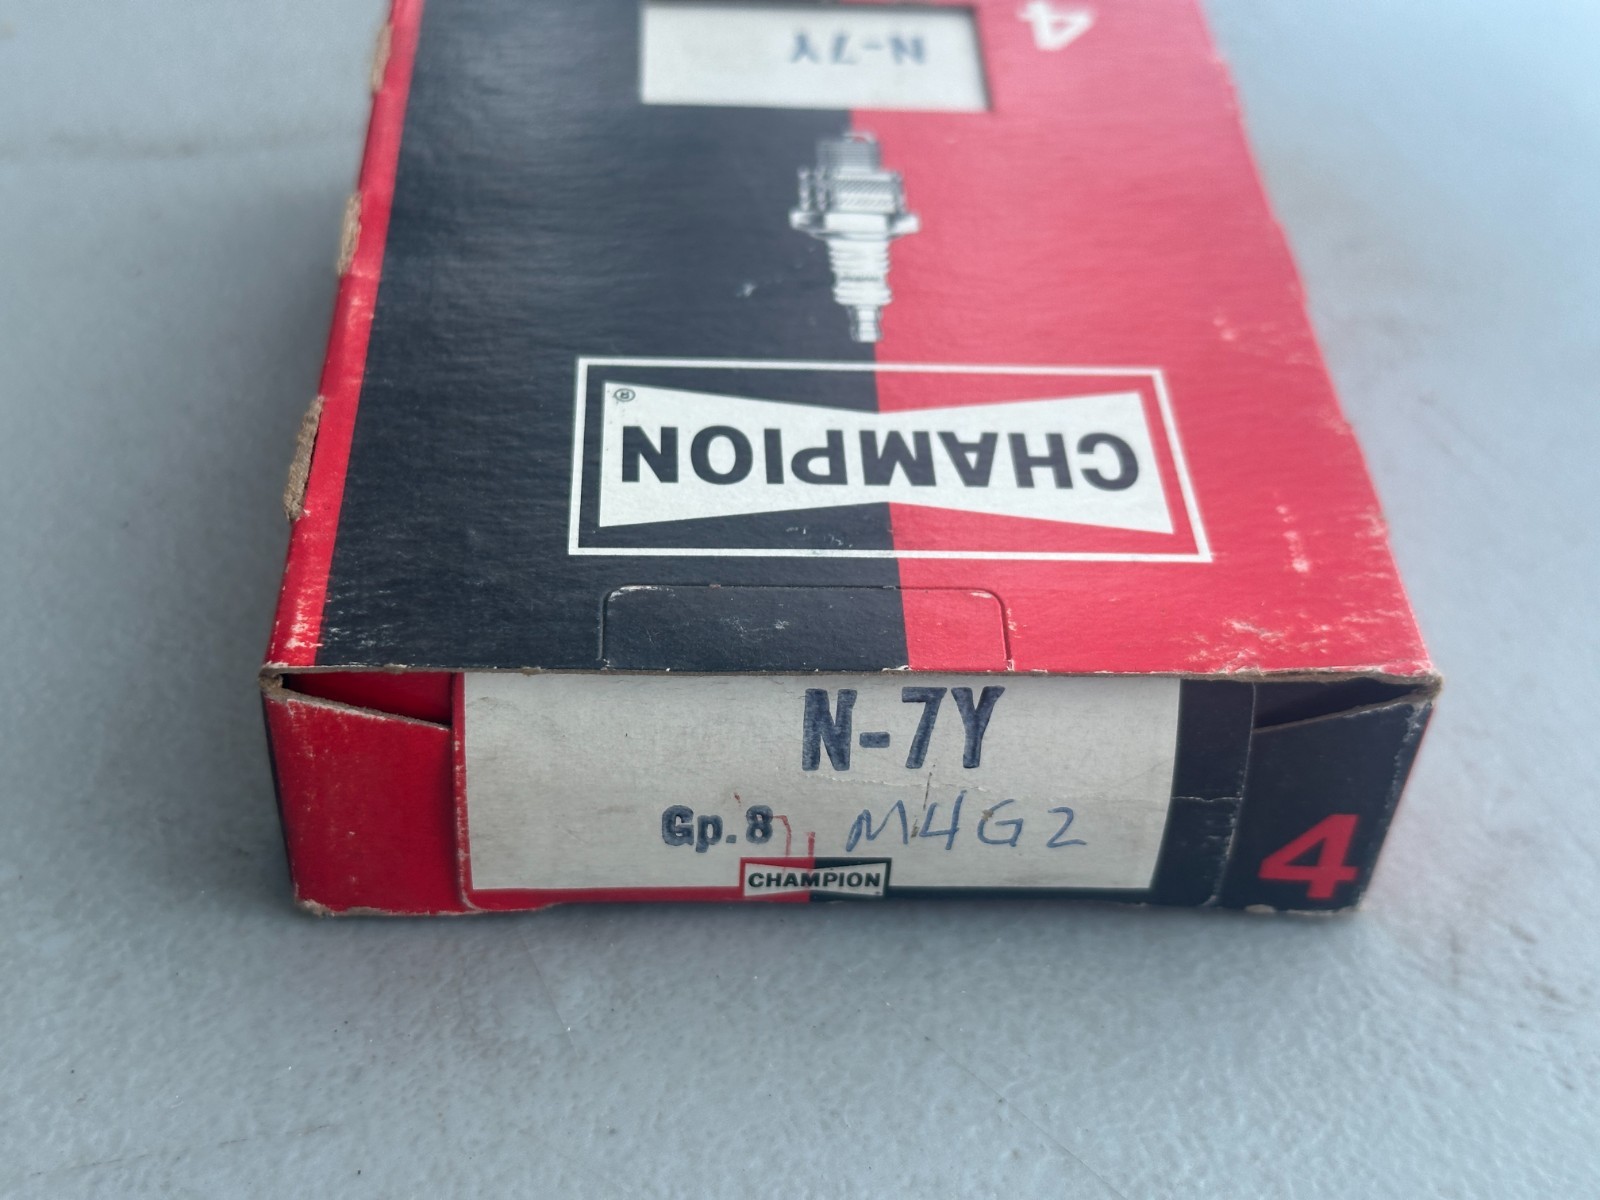 4
N-7Y
CHAMPION
®
N-7Y
Gp. 8 M4G2
CHAMPION
4